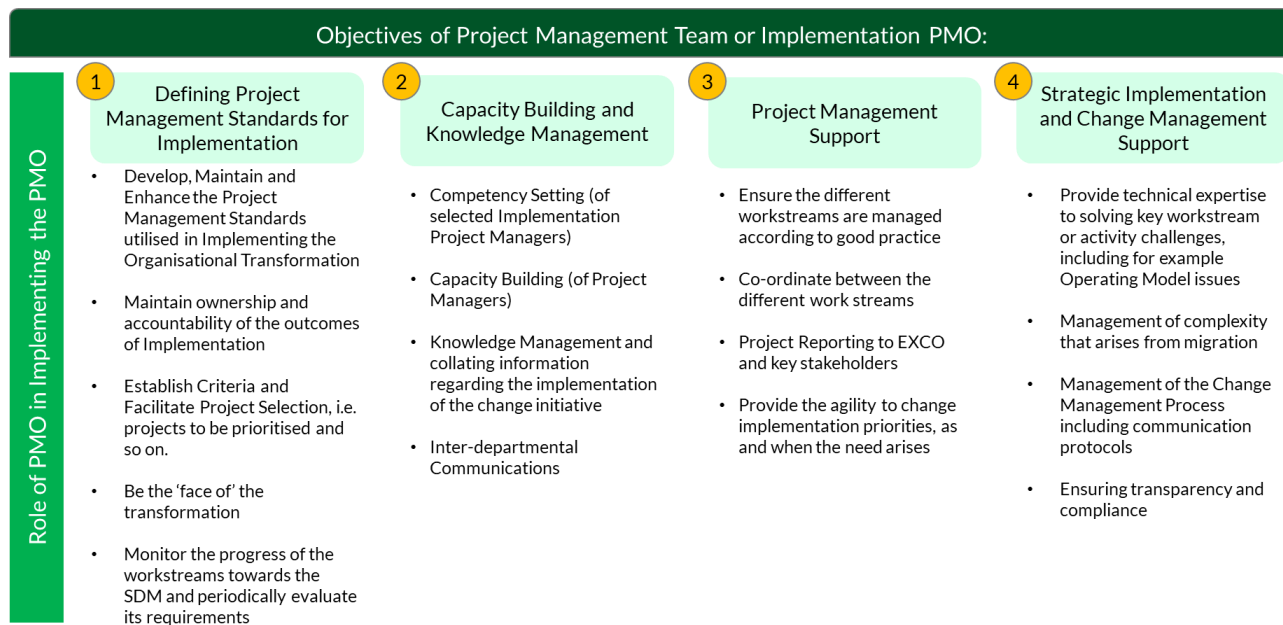 Objectives of Project Management Team or Implementation PMO:
Role of PMO in Implementing the PMO
1
Defining Project
Management Standards for
Implementation
• Develop, Maintain and
Enhance the Project
Management Standards
utilised in Implementing the
Organisational Transformation
• Maintain ownership and
accountability of the outcomes
of Implementation
• Establish Criteria and
Facilitate Project Selection, i.e.
projects to be prioritised and
so on.
• Be the ‘face of’ the
transformation
• Monitor the progress of the
workstreams towards the
SDM and periodically evaluate
its requirements
2
Capacity Building and
Knowledge Management
• Competency Setting (of
selected Implementation
Project Managers)
• Capacity Building (of Project
Managers)
• Knowledge Management and
collating information
regarding the implementation
of the change initiative
• Inter-departmental
Communications
3
Project Management
Support
• Ensure the different
workstreams are managed
according to good practice
• Co-ordinate between the
different work streams
• Project Reporting to EXCO
and key stakeholders
• Provide the agility to change
implementation priorities, as
and when the need arises
4
Strategic Implementation
and Change Management
Support
• Provide technical expertise
to solving key workstream
or activity challenges,
including for example
Operating Model issues
• Management of complexity
that arises from migration
• Management of the Change
Management Process
including communication
protocols
• Ensuring transparency and
compliance